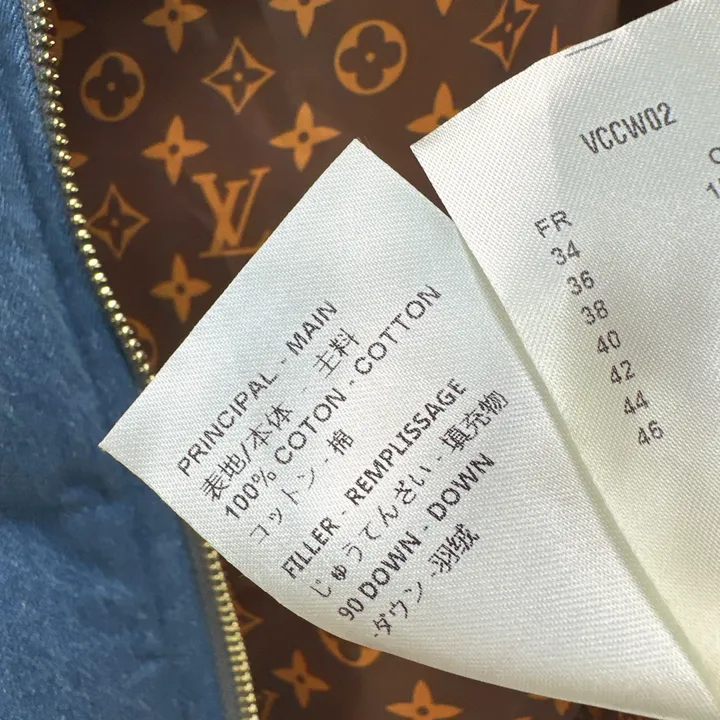 PRINCIPAL - MAIN
表地/本体 - 主料
100% COTON - COTTON
コットン - 棉
FILLER - REMPLISSAGE
じゅうてんざい - 填充物
90 DOWN - DOWN
ダウン - 羽绒
VCCW02
FR
34
36
38
40
42
44
46
LV